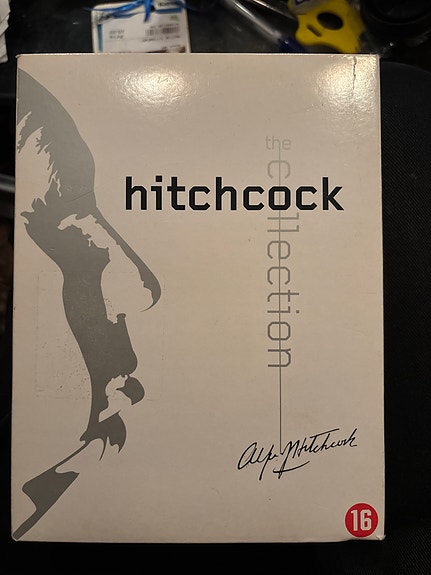 the
hitchcock
collection
Alfred Hitchcock
16